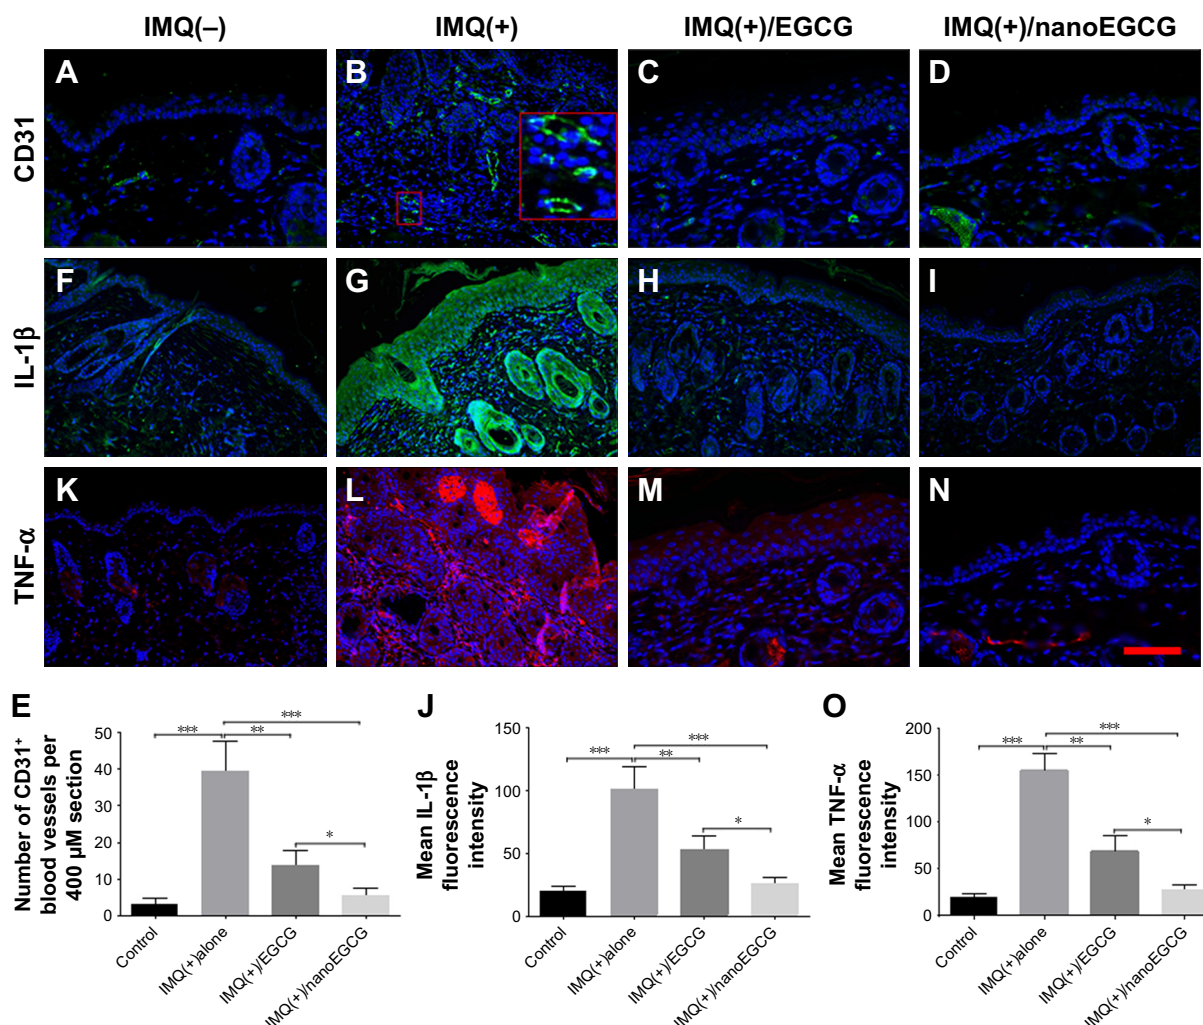 IMQ(–) IMQ(+) IMQ(+)/EGCG IMQ(+)/nanoEGCG
CD31
A B C D
IL-1β
F G H I
TNF-α
K L M N
E
Number of CD31⁺
blood vessels per
400 µM section
50
40
30
20
10
0
*** ** ***
*
Control IMQ(+)alone IMQ(+)/EGCG IMQ(+)/nanoEGCG
J
Mean IL-1β
fluorescence
intensity
150
100
50
0
*** ** ***
*
Control IMQ(+)alone IMQ(+)/EGCG IMQ(+)/nanoEGCG
O
Mean TNF-α
fluorescence
intensity
200
150
100
50
0
*** ** ***
*
Control IMQ(+)alone IMQ(+)/EGCG IMQ(+)/nanoEGCG